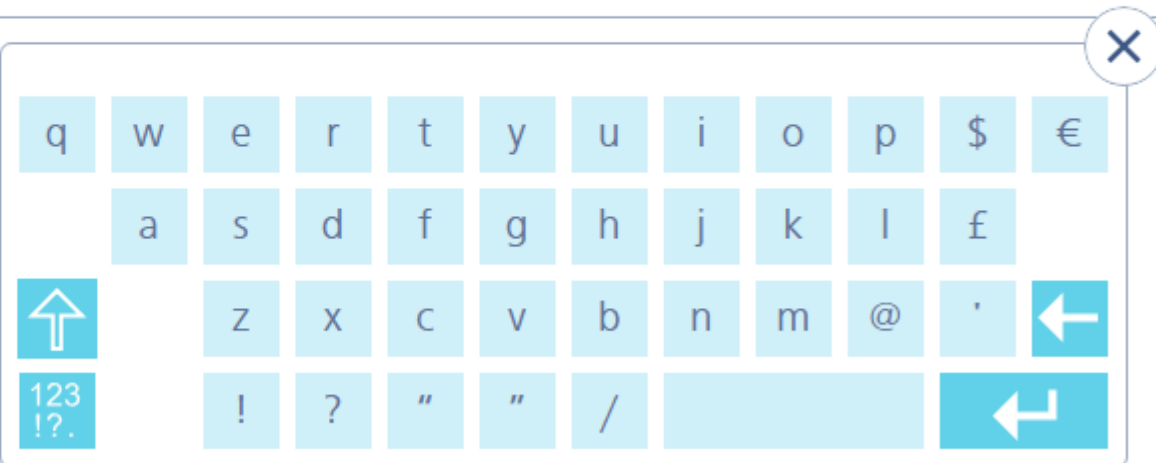 q w e r t y u i o p $ €
a s d f g h j k l £
z x c v b n m @ '
123 ! ? “ ” /
!?.